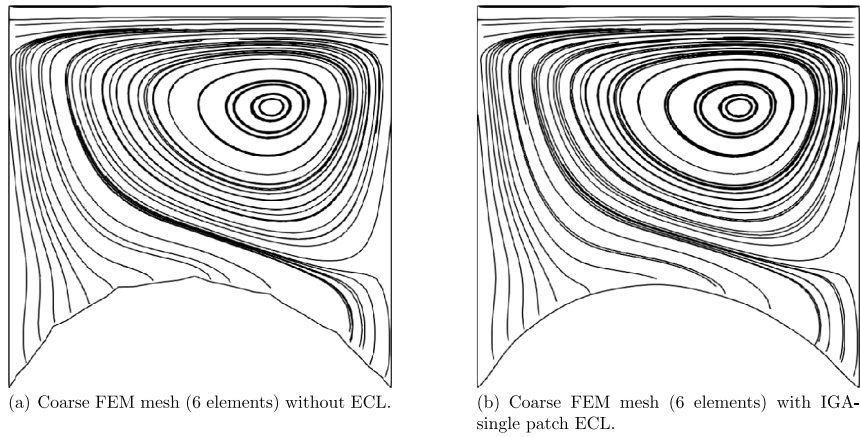 (a) Coarse FEM mesh (6 elements) without ECL.
(b) Coarse FEM mesh (6 elements) with IGA-
single patch ECL.